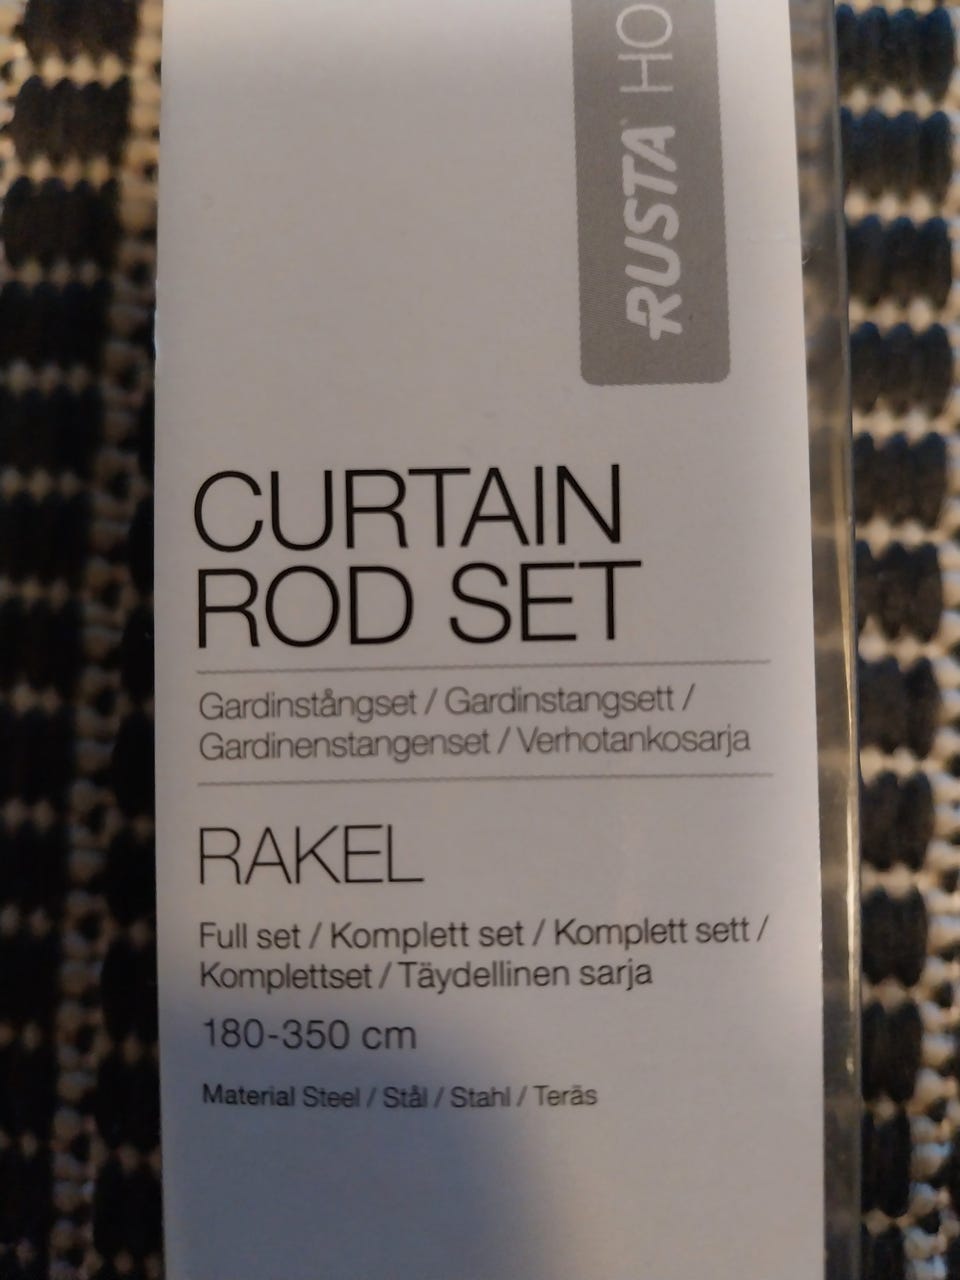 RUSTA HO
CURTAIN
ROD SET
Gardinstångset / Gardinstangsett /
Gardinenstangenset / Verhotankosarja
RAKEL
Full set / Komplett set / Komplett sett /
Komplettset / Täydellinen sarja
180-350 cm
Material Steel / Stål / Stahl / Teräs